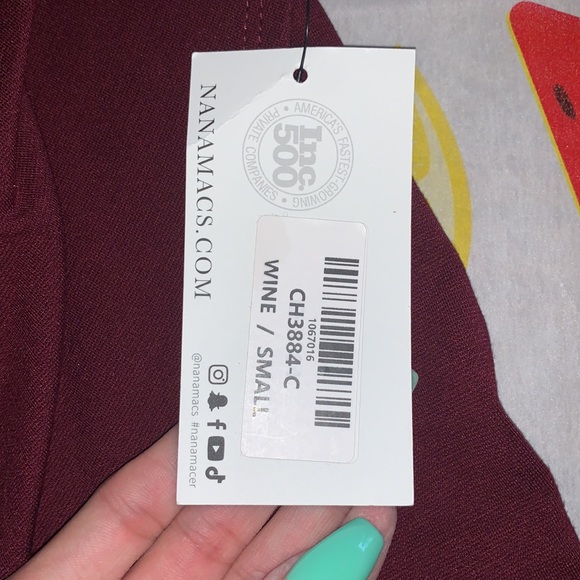 NANAMACS.COM
AMERICA'S FASTEST-GROWING
Inc.
500
PRIVATE COMPANIES
1067016
CH3884-C
WINE / SMALL
@nanamacs #nanamacer